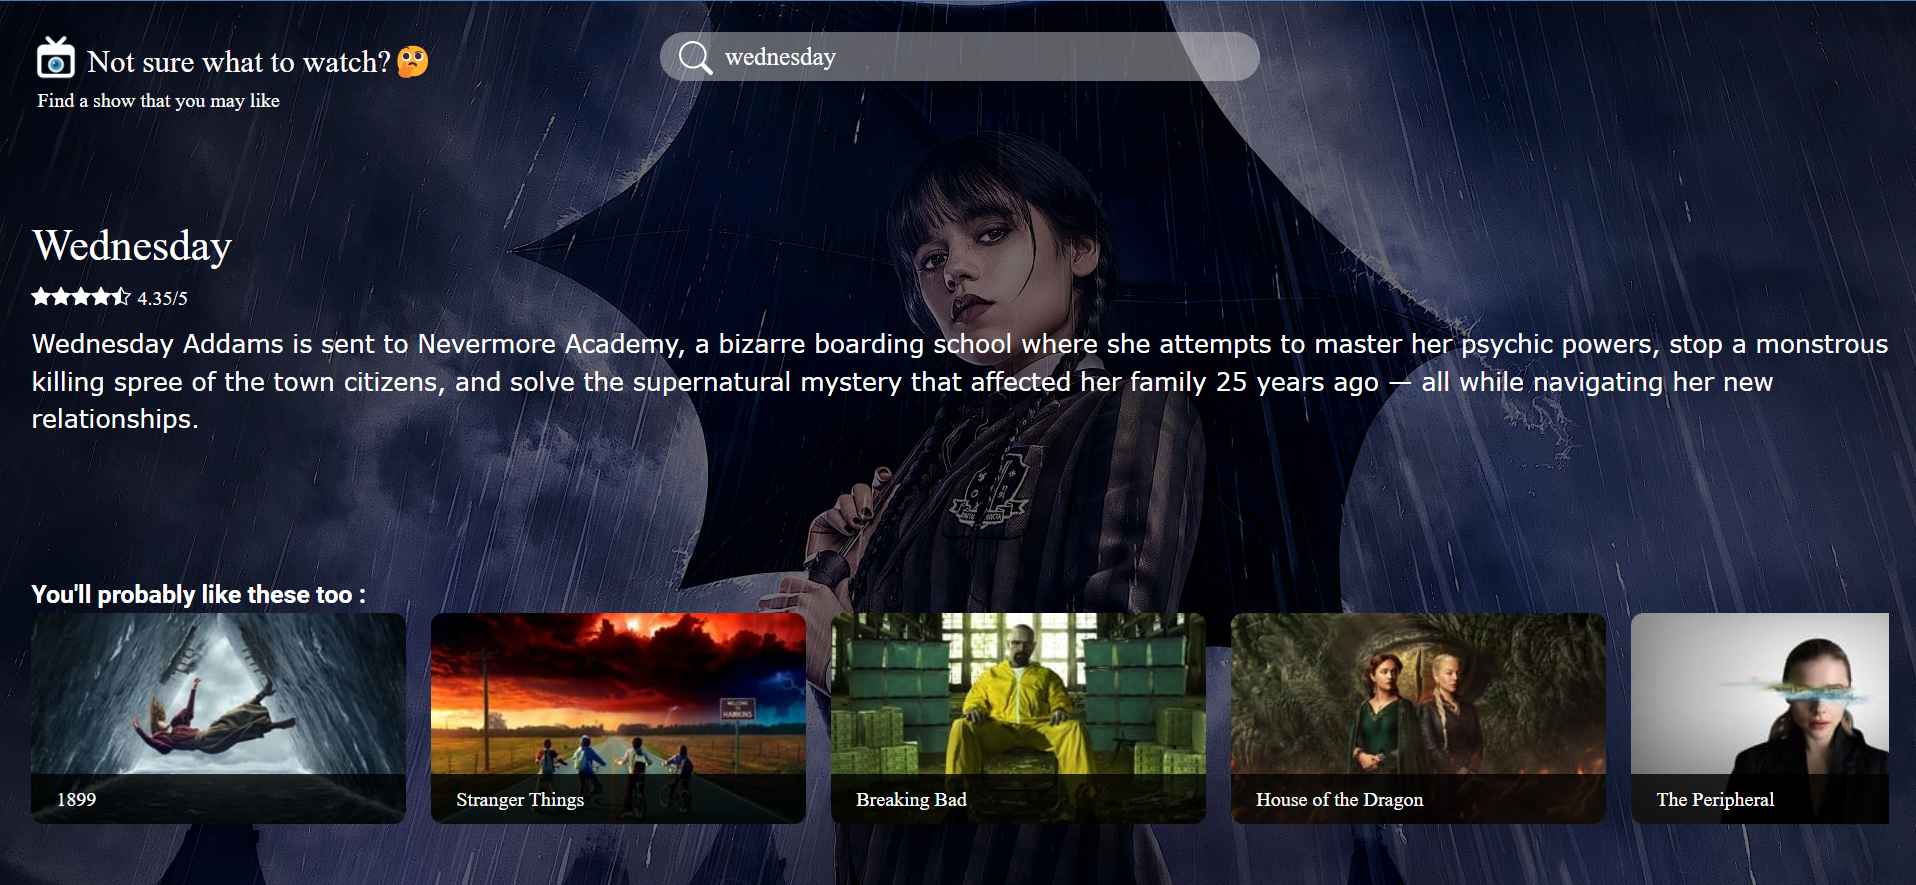 Not sure what to watch?🤔
Find a show that you may like
wednesday
Wednesday
4.35/5
Wednesday Addams is sent to Nevermore Academy, a bizarre boarding school where she attempts to master her psychic powers, stop a monstrous
killing spree of the town citizens, and solve the supernatural mystery that affected her family 25 years ago — all while navigating her new
relationships.
You'll probably like these too :
WELCOME TO
HAWKINS
1899
Stranger Things
Breaking Bad
House of the Dragon
The Peripheral